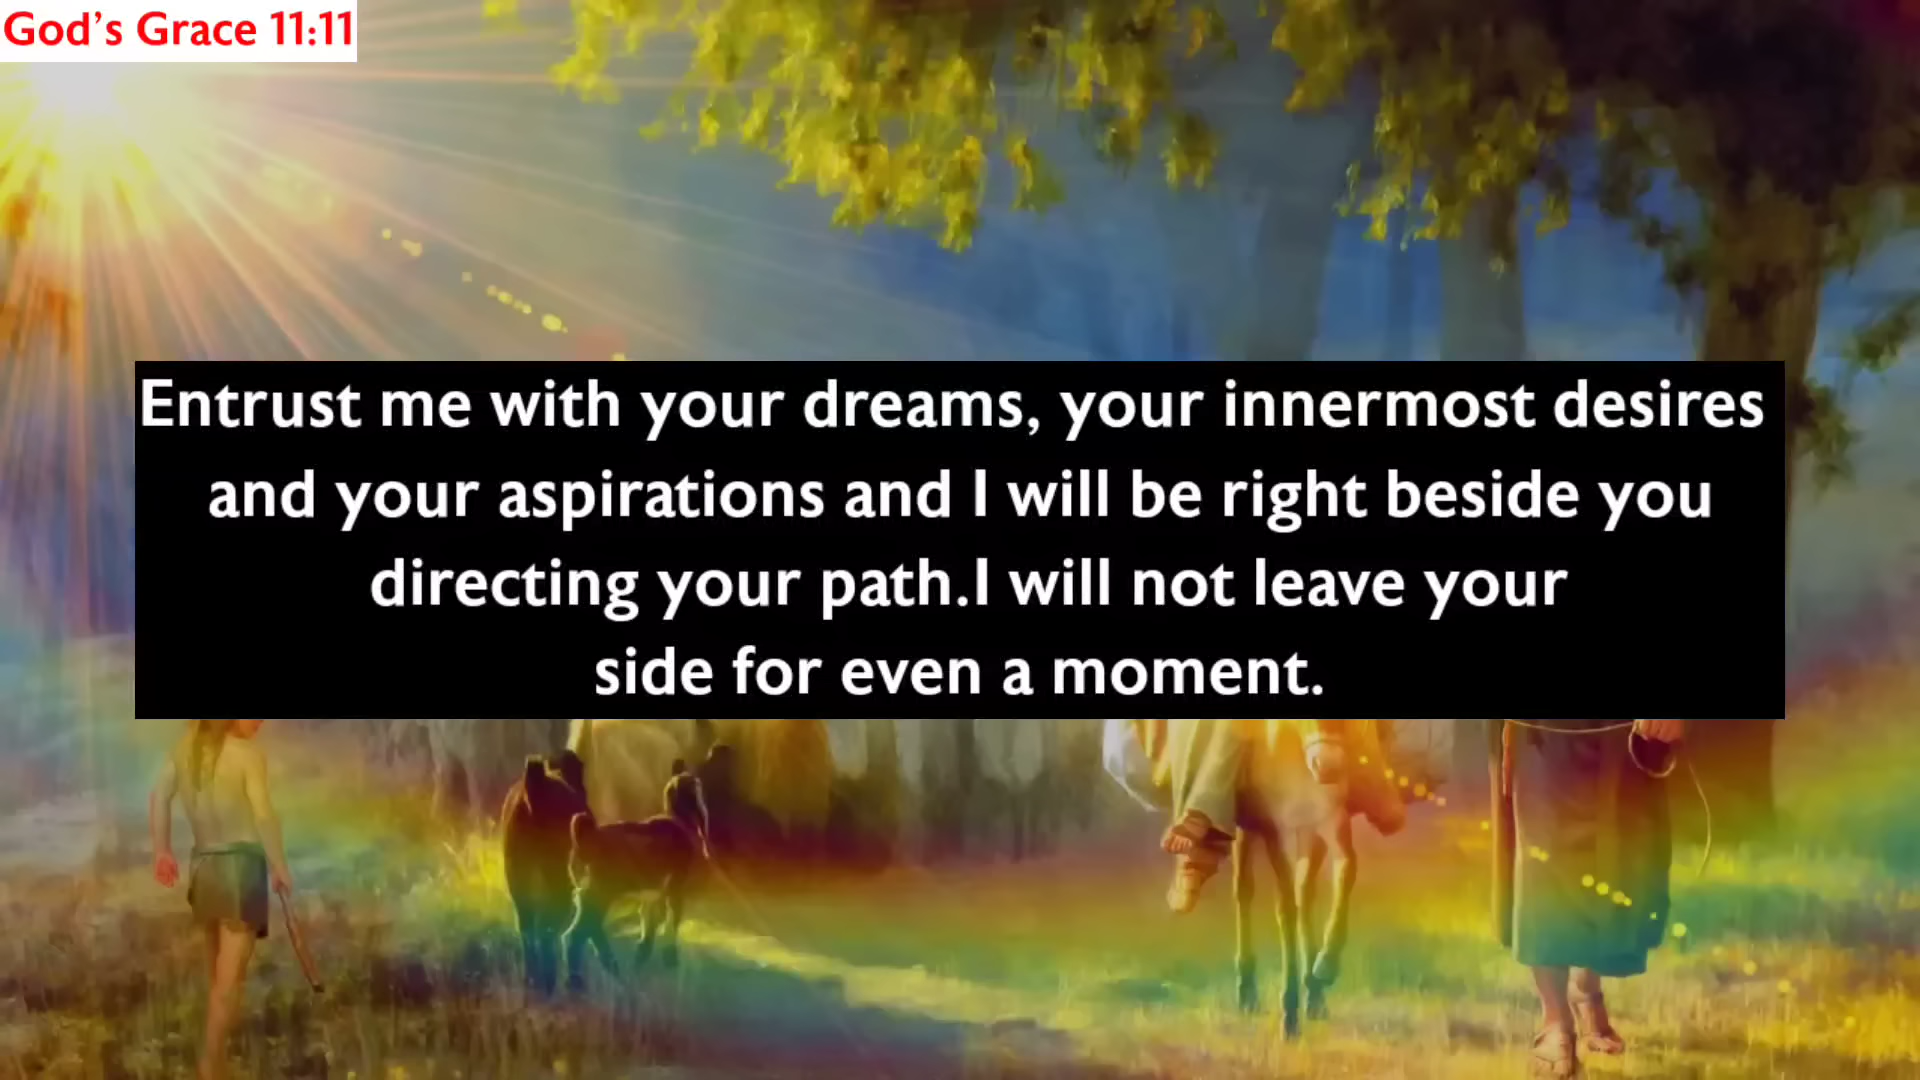 God's Grace 11:11
Entrust me with your dreams, your innermost desires
and your aspirations and I will be right beside you
directing your path.I will not leave your
side for even a moment.